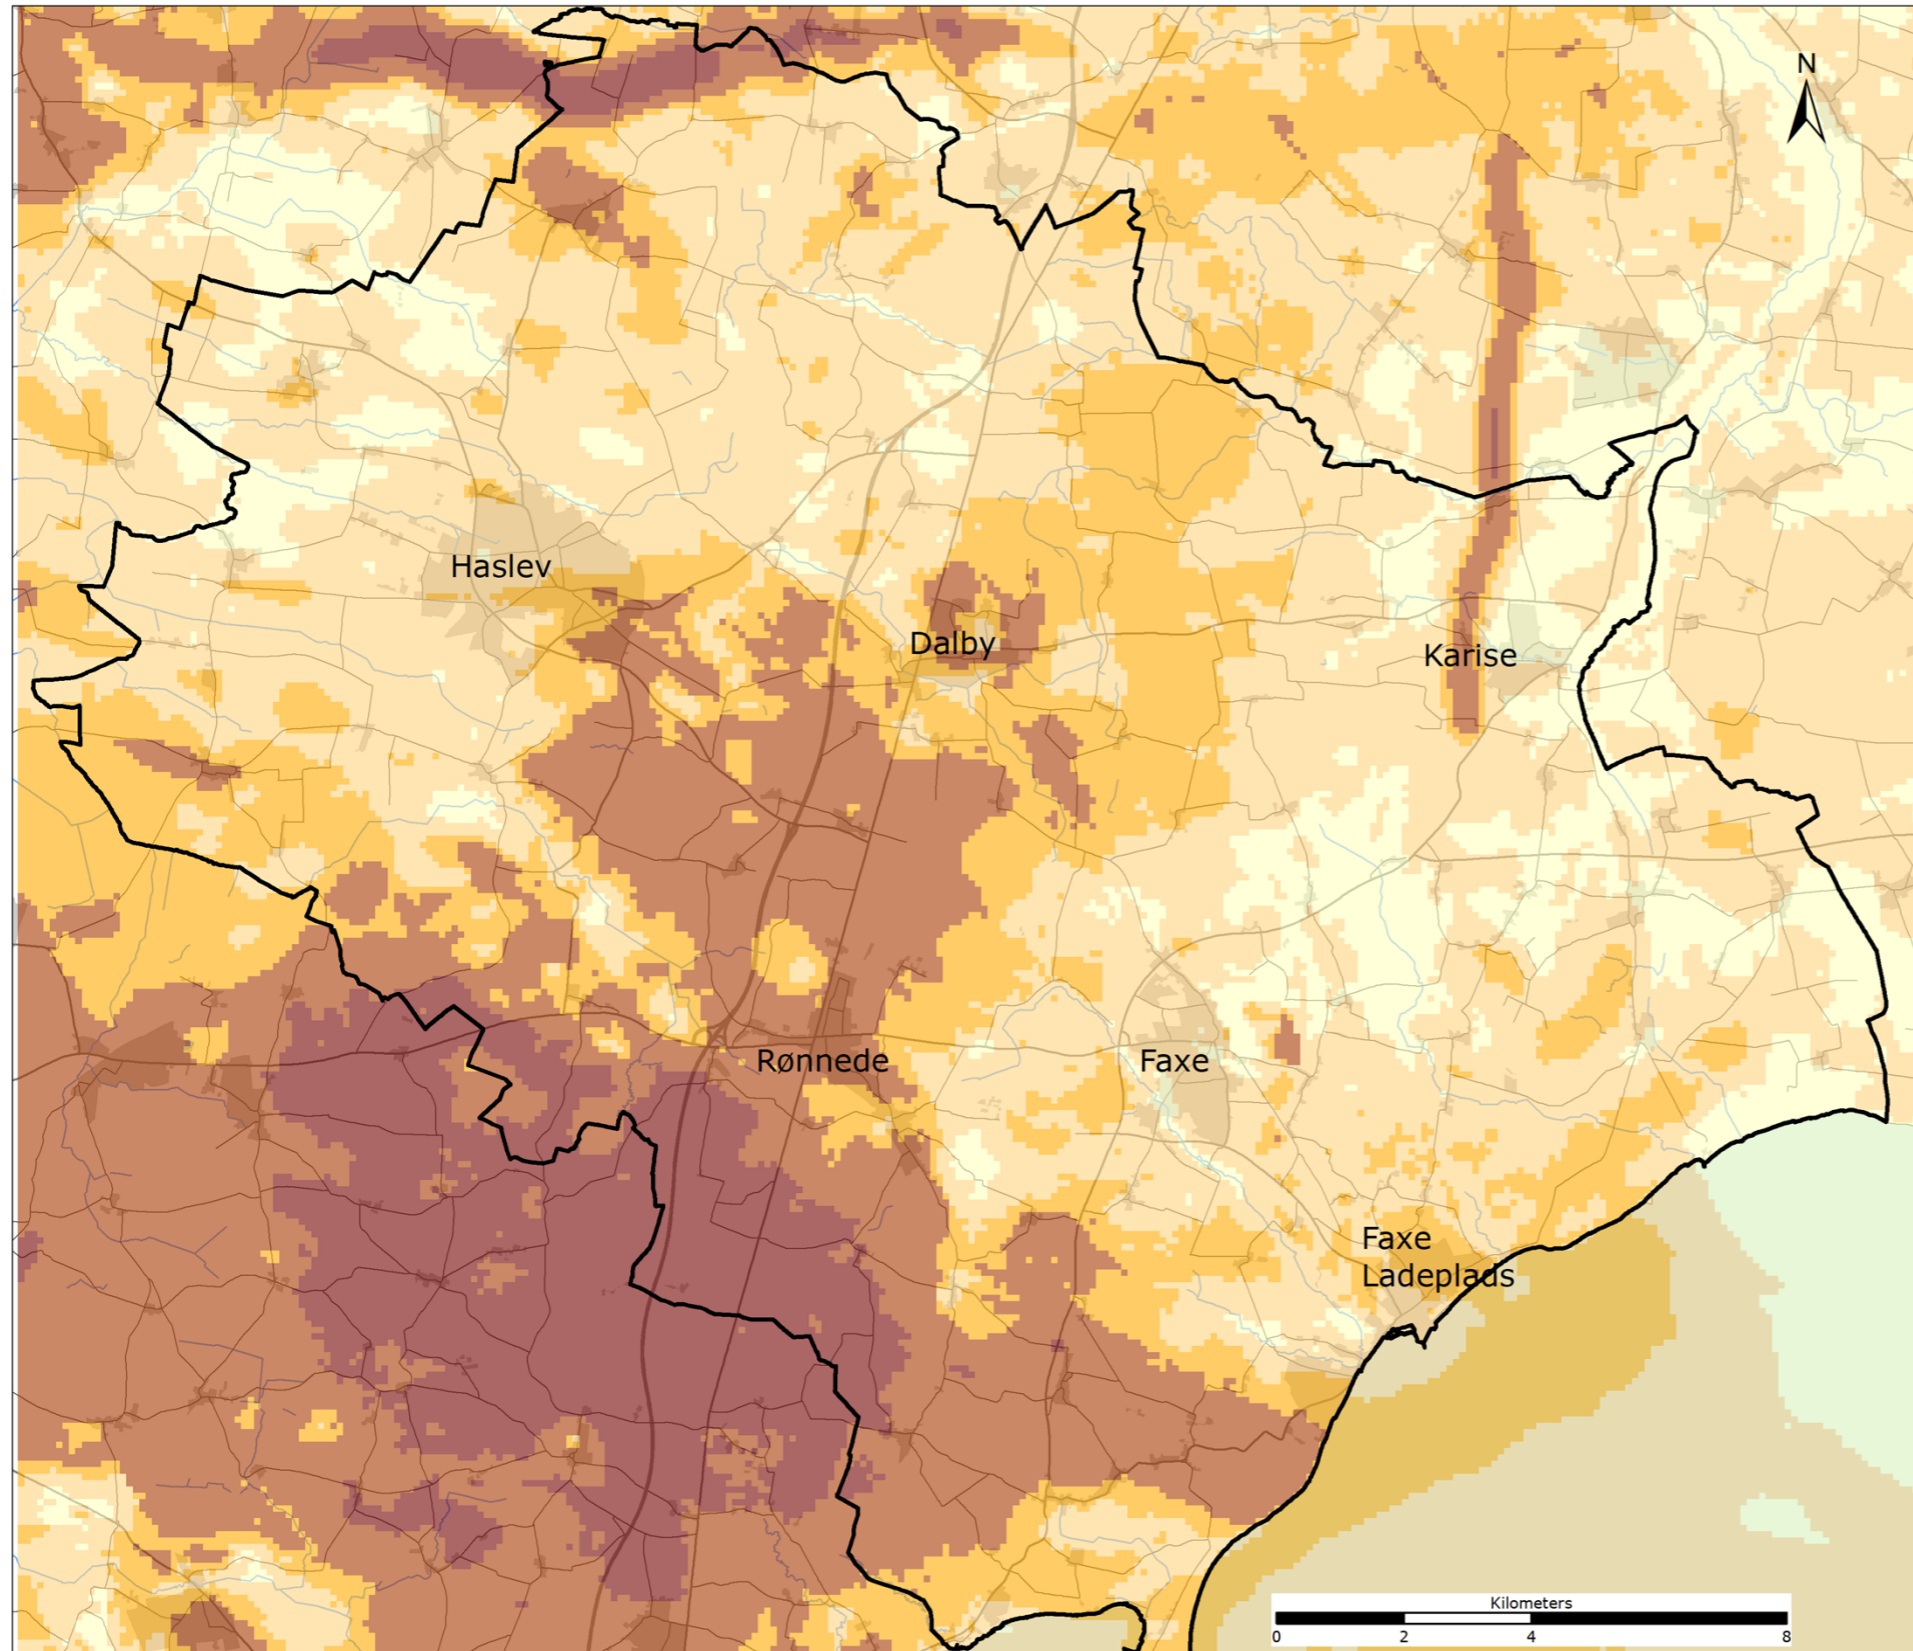 N
Haslev
Dalby
Karise
Rønnede
Faxe
Faxe
Ladeplads
Kilometers
0 2 4 8